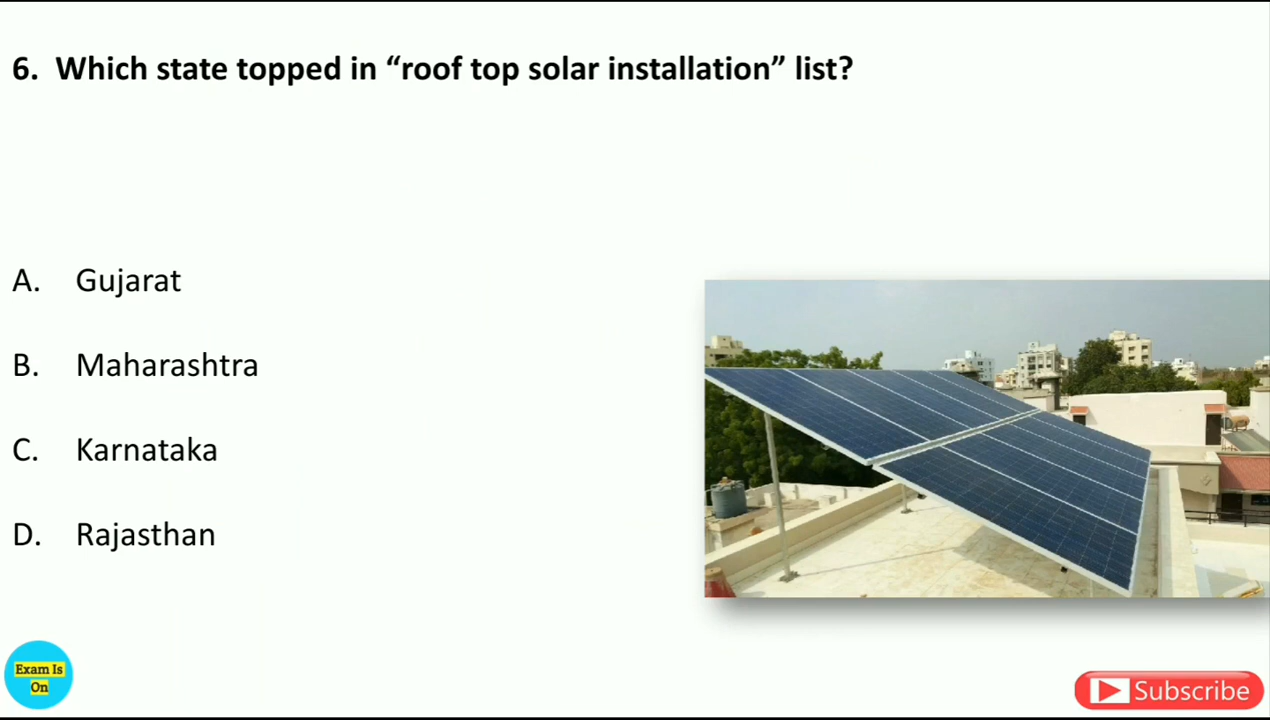 6. Which state topped in “roof top solar installation” list?
A. Gujarat
B. Maharashtra
C. Karnataka
D. Rajasthan
Exam Is
On
Subscribe